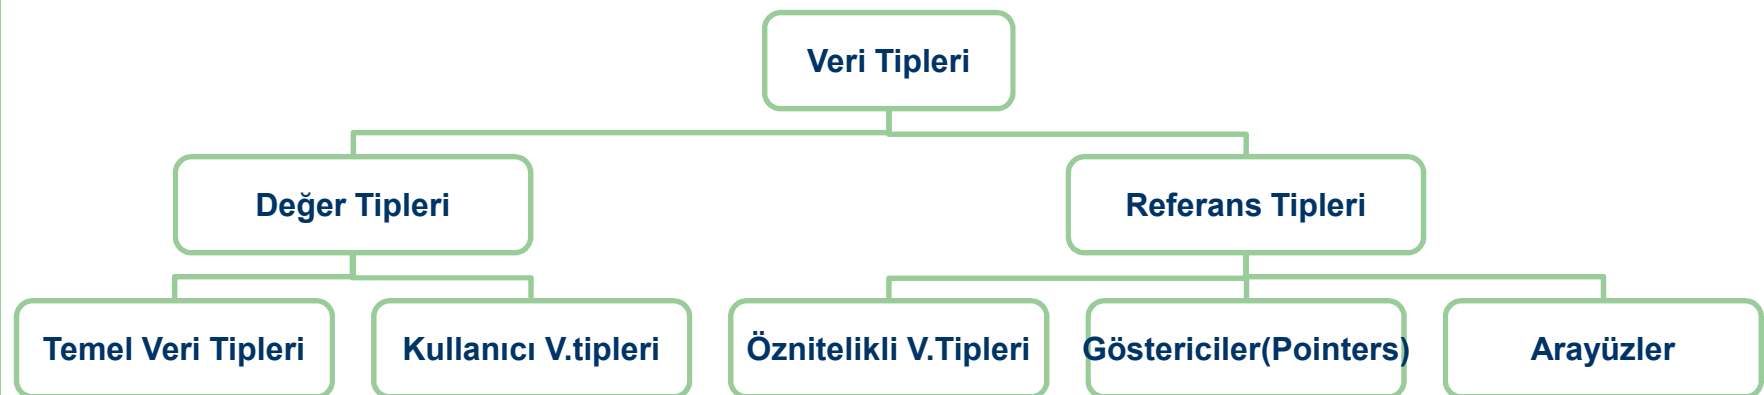 Veri Tipleri
Değer Tipleri
Referans Tipleri
Temel Veri Tipleri
Kullanıcı V.tipleri
Öznitelikli V.Tipleri
Göstericiler(Pointers)
Arayüzler